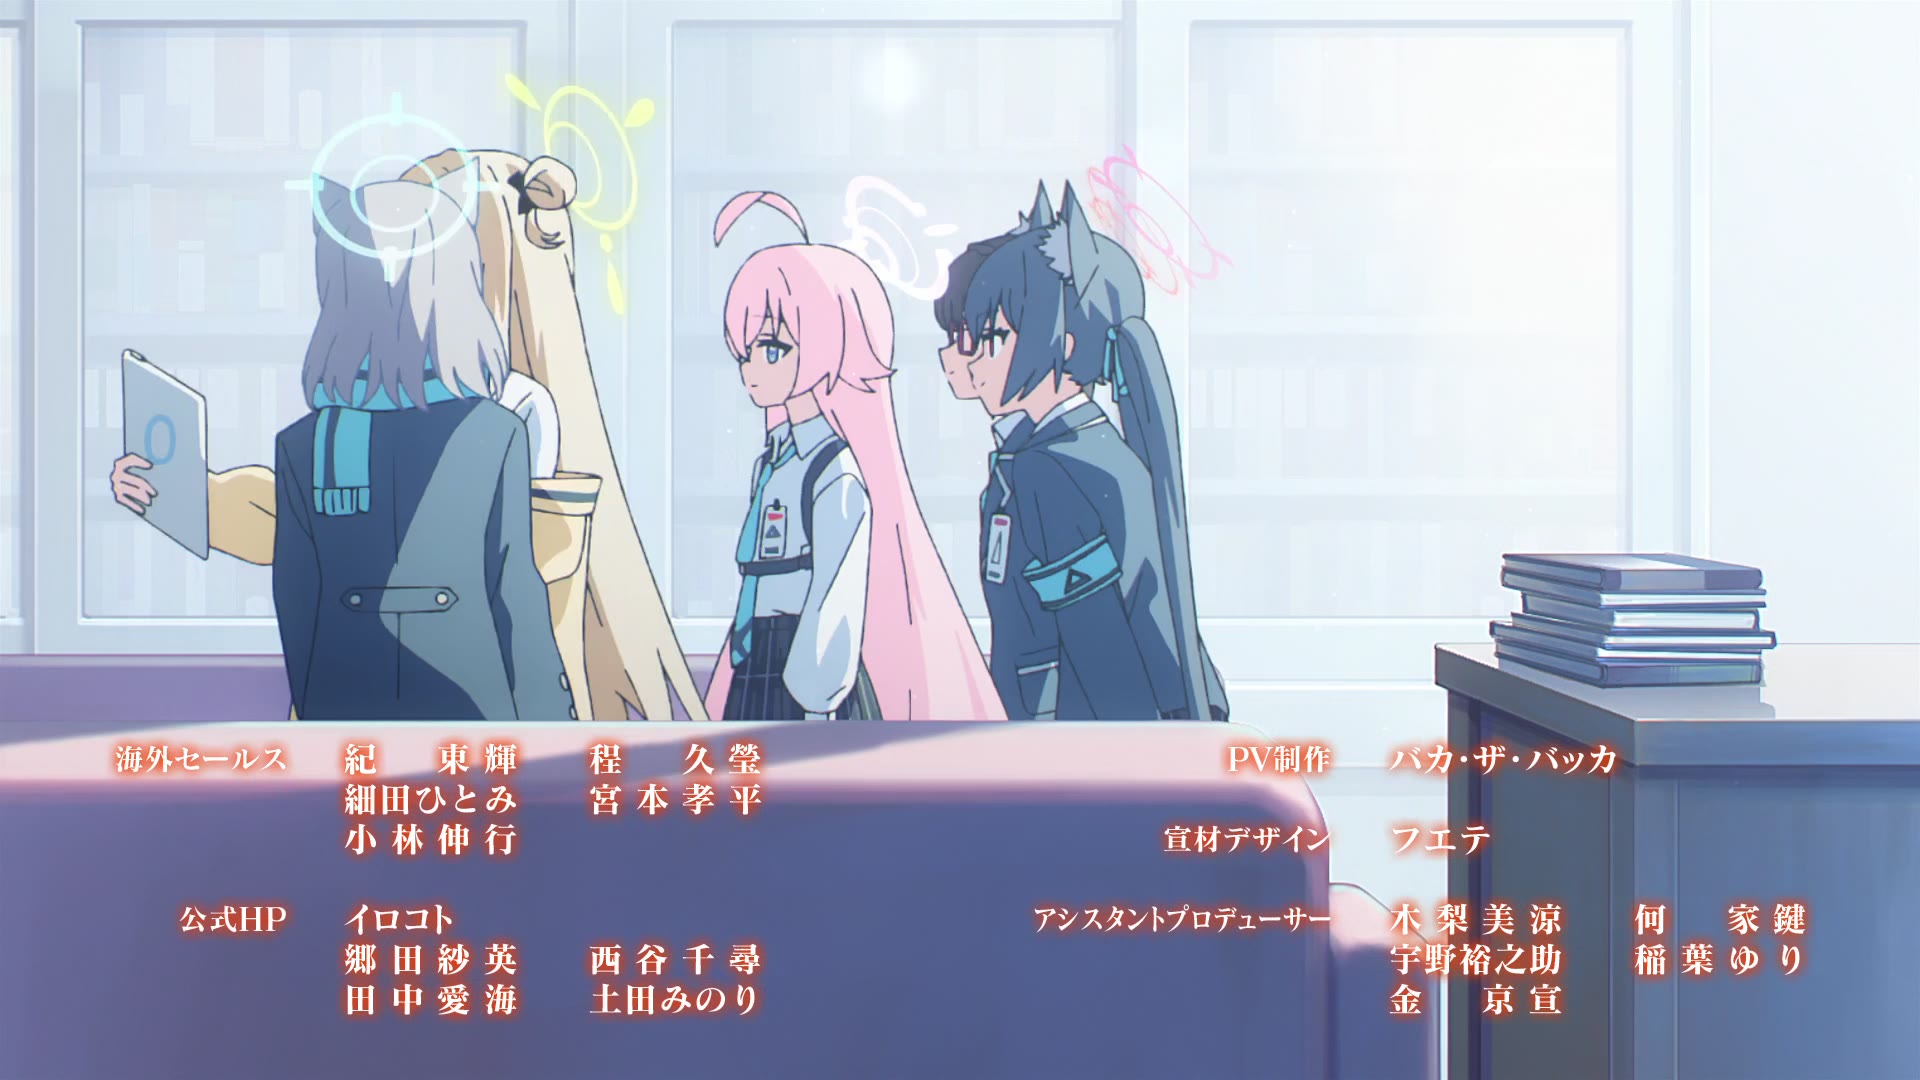 海外セールス 紀東輝 程久瑩
細田ひとみ 宮本孝平
小林伸行
公式HP イロコト
郷田紗英 西谷千尋
田中愛海 土田みのり
PV制作 バカ・ザ・バッカ
宣材デザイン フエテ
アシスタントプロデューサー 木梨美涼 何家鍵
宇野裕之助 稲葉ゆり
金京宣